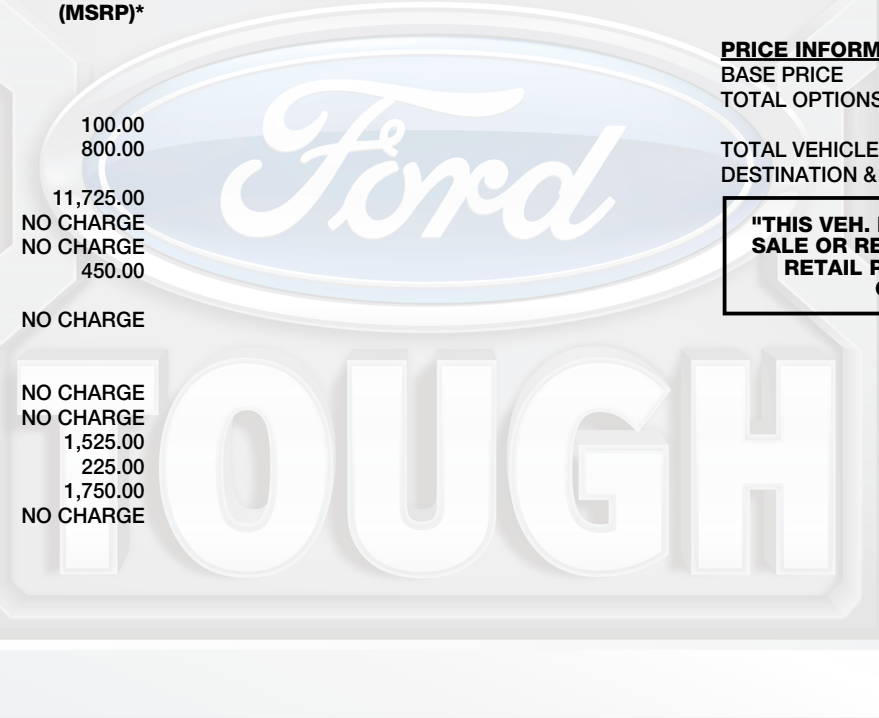 (MSRP)*
100.00
800.00
11,725.00
NO CHARGE
NO CHARGE
450.00
NO CHARGE
NO CHARGE
NO CHARGE
1,525.00
225.00
1,750.00
NO CHARGE
PRICE INFORM
BASE PRICE
TOTAL OPTIONS
TOTAL VEHICLE
DESTINATION &
"THIS VEH.
SALE OR RE
RETAIL P
Ford
TOUGH